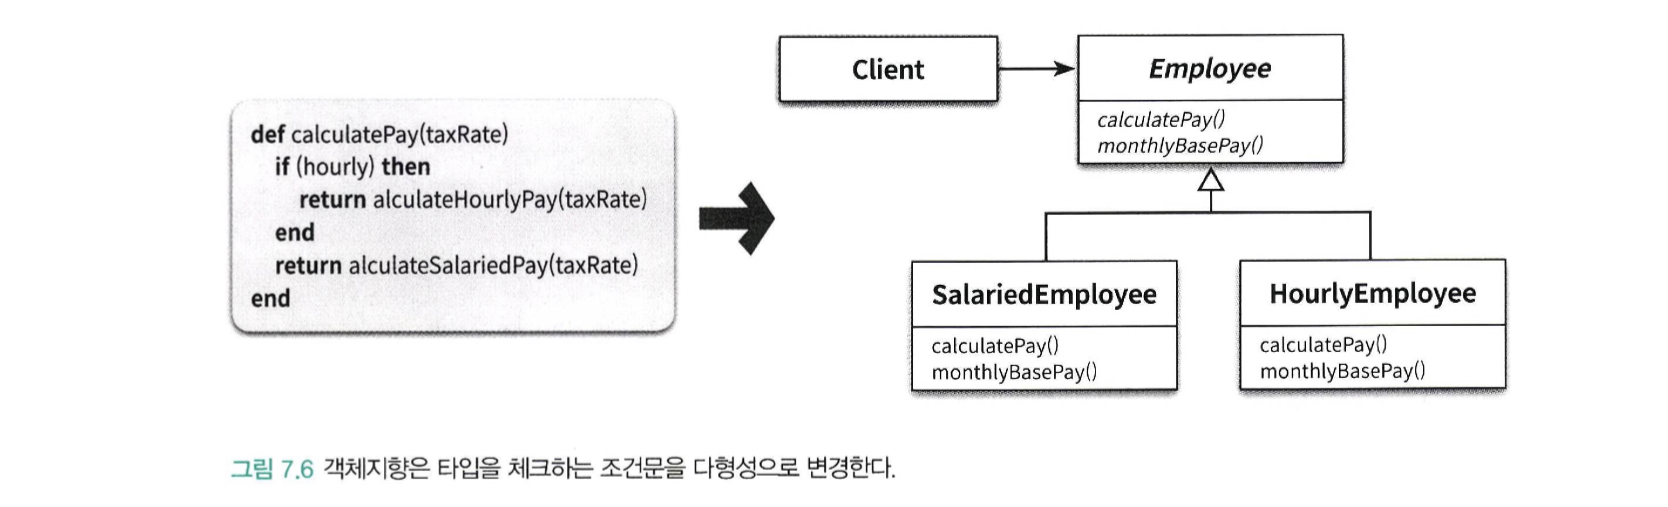 def calculatePay(taxRate)
if (hourly) then
return alculateHourlyPay(taxRate)
end
return alculateSalariedPay(taxRate)
end
Client
Employee
calculatePay()
monthlyBasePay()
SalariedEmployee
calculatePay()
monthlyBasePay()
HourlyEmployee
calculatePay()
monthlyBasePay()
그림 7.6 객체지향은 타입을 체크하는 조건문을 다형성으로 변경한다.